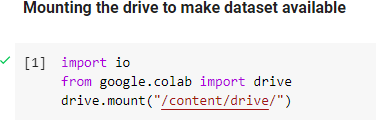 Mounting the drive to make dataset available
[1] import io
from google.colab import drive
drive.mount("/content/drive/")